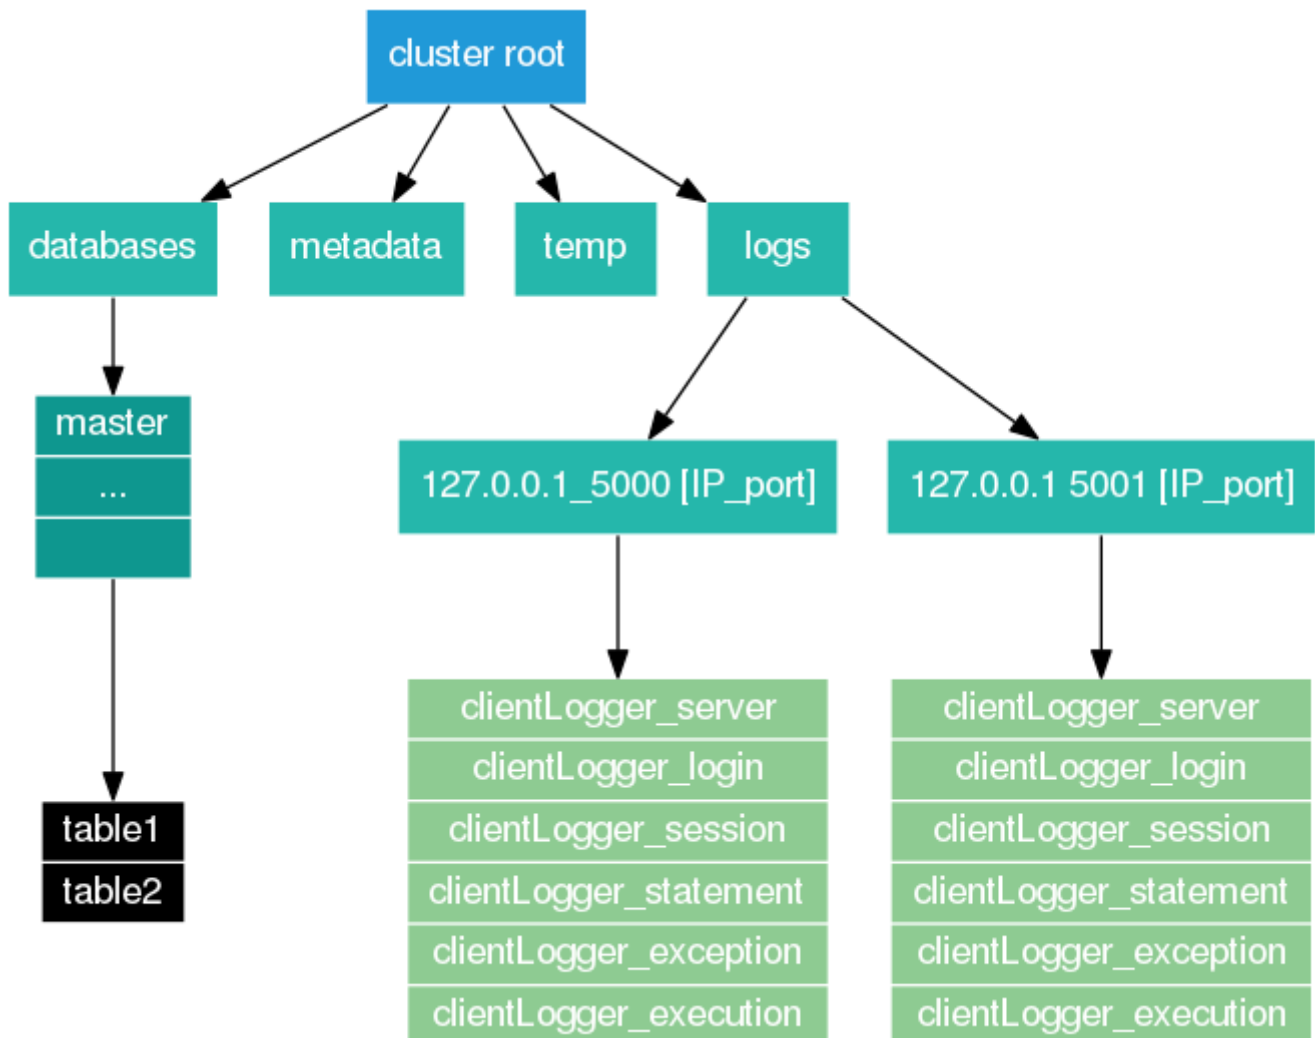 cluster root
databases
metadata
temp
logs
master
...
127.0.0.1_5000 [IP_port]
127.0.0.1 5001 [IP_port]
clientLogger_server
clientLogger_login
clientLogger_session
clientLogger_statement
clientLogger_exception
clientLogger_execution
clientLogger_server
clientLogger_login
clientLogger_session
clientLogger_statement
clientLogger_exception
clientLogger_execution
table1
table2